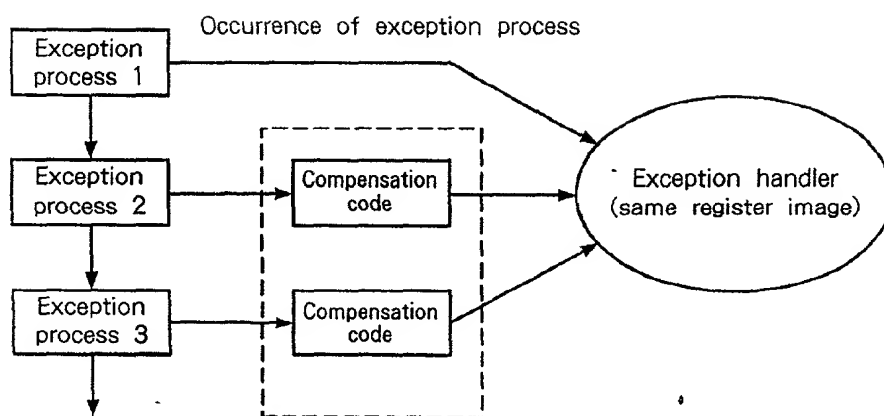 Occurrence of exception process
Exception
process 1
Exception
process 2
Compensation
code
Exception handler
(same register image)
Exception
process 3
Compensation
code